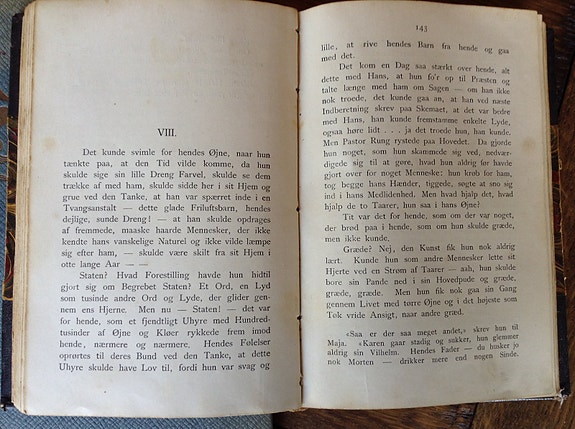 VIII.
Det kunde svimle for hendes Øjne, naar hun
tænkte paa, at den Tid vilde komme, da hun
skulde sige sin lille Dreng Farvel, skulde se dem
trække af med ham, skulde sidde her i sit Hjem og
grue ved den Tanke, at han var spærret inde i en
Tvangsanstalt — dette glade Friluftsbarn, hendes
dejlige, sunde Dreng! — at han skulde opdrages
af fremmede, maaske haarde Mennesker, der ikke
kendte hans vanskelige Naturel og ikke vilde læmpe
sig efter ham, — skulde være skilt fra sit Hjem i
otte lange Aar — —
Staten? Hvad Forestilling havde hun hidtil
gjort sig om Begrebet Staten? Et Ord, en Lyd
som tusinde andre Ord og Lyde, der glider gennem
ens Hjerne. Men nu — Staten! — det var
for hende, som et fjendtligt Uhyre med Hundredtusinder
af Øjne og Kløer rykkede frem imod
hende, nærmere og nærmere. Hendes Følelser
oprørtes til deres Bund ved den Tanke, at dette
Uhyre skulde have Lov til, fordi hun var svag og
143
lille, at rive hendes Barn fra hende og gaa
med det.
Det kom en Dag saa stærkt over hende, alt
dette med Hans, at hun fo'r op til Præsten og
talte længe med ham om Sagen — om han ikke
nok troede, det kunde gaa an, at han ved næste
Indberetning skrev paa Skemaet, at det var bedre
med Hans, han kunde fremstamme enkelte Lyde,
ogsaa høre lidt . . . ja det troede hun, han kunde.
Men Pastor Rung rystede paa Hovedet. Da gjorde
hun noget, som hun skammede sig ved, nedværdigede
sig til at gøre, hvad hun aldrig før havde
gjort over for noget Menneske: hun krøb for ham,
tog begge hans Hænder, tiggede, søgte at sno sig
ind i hans Medlidenhed. Men hvad hjalp det, hvad
hjalp de to Taarer, hun saa i hans Øjne?
Tit var det for hende, som om der var noget,
der brød paa i hende, som om hun skulde græde,
men ikke kunde.
Græde? Nej, den Kunst fik hun nok aldrig
lært. Kunde hun som andre Mennesker lette sit
Hjerte ved en Strøm af Taarer — aah, hun skulde
bore sin Pande ned i sin Hovedpude og græde,
græde, græde. Men hun fik nok gaa sin Gang
gennem Livet med tørre Øjne og i det højeste som
Tøk vride Ansigt, naar andre græd.
«Saa er der saa meget andet,» skrev hun til
Maja. «Karen gaar stadig og sukker, hun glemmer
aldrig sin Vilhelm. Hendes Fader — du husker jo
nok Morten — drikker mere end nogen Sinde.